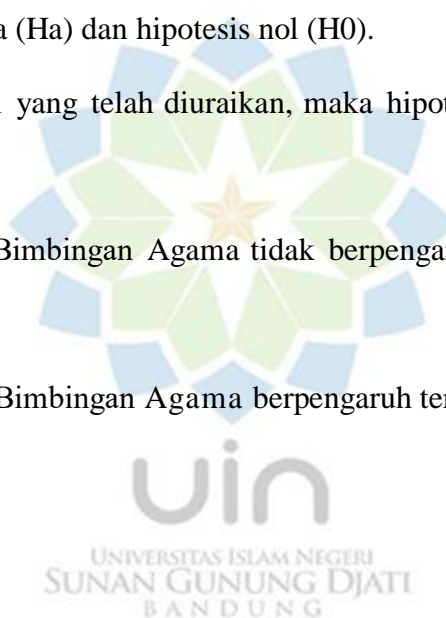 a (Ha) dan hipotesis nol (H0).
yang telah diuraikan, maka hipot
Bimbingan Agama tidak berpengar
Bimbingan Agama berpengaruh ter
uin
UNIVERSITAS ISLAM NEGERI
SUNAN GUNUNG DJATI
BANDUNG